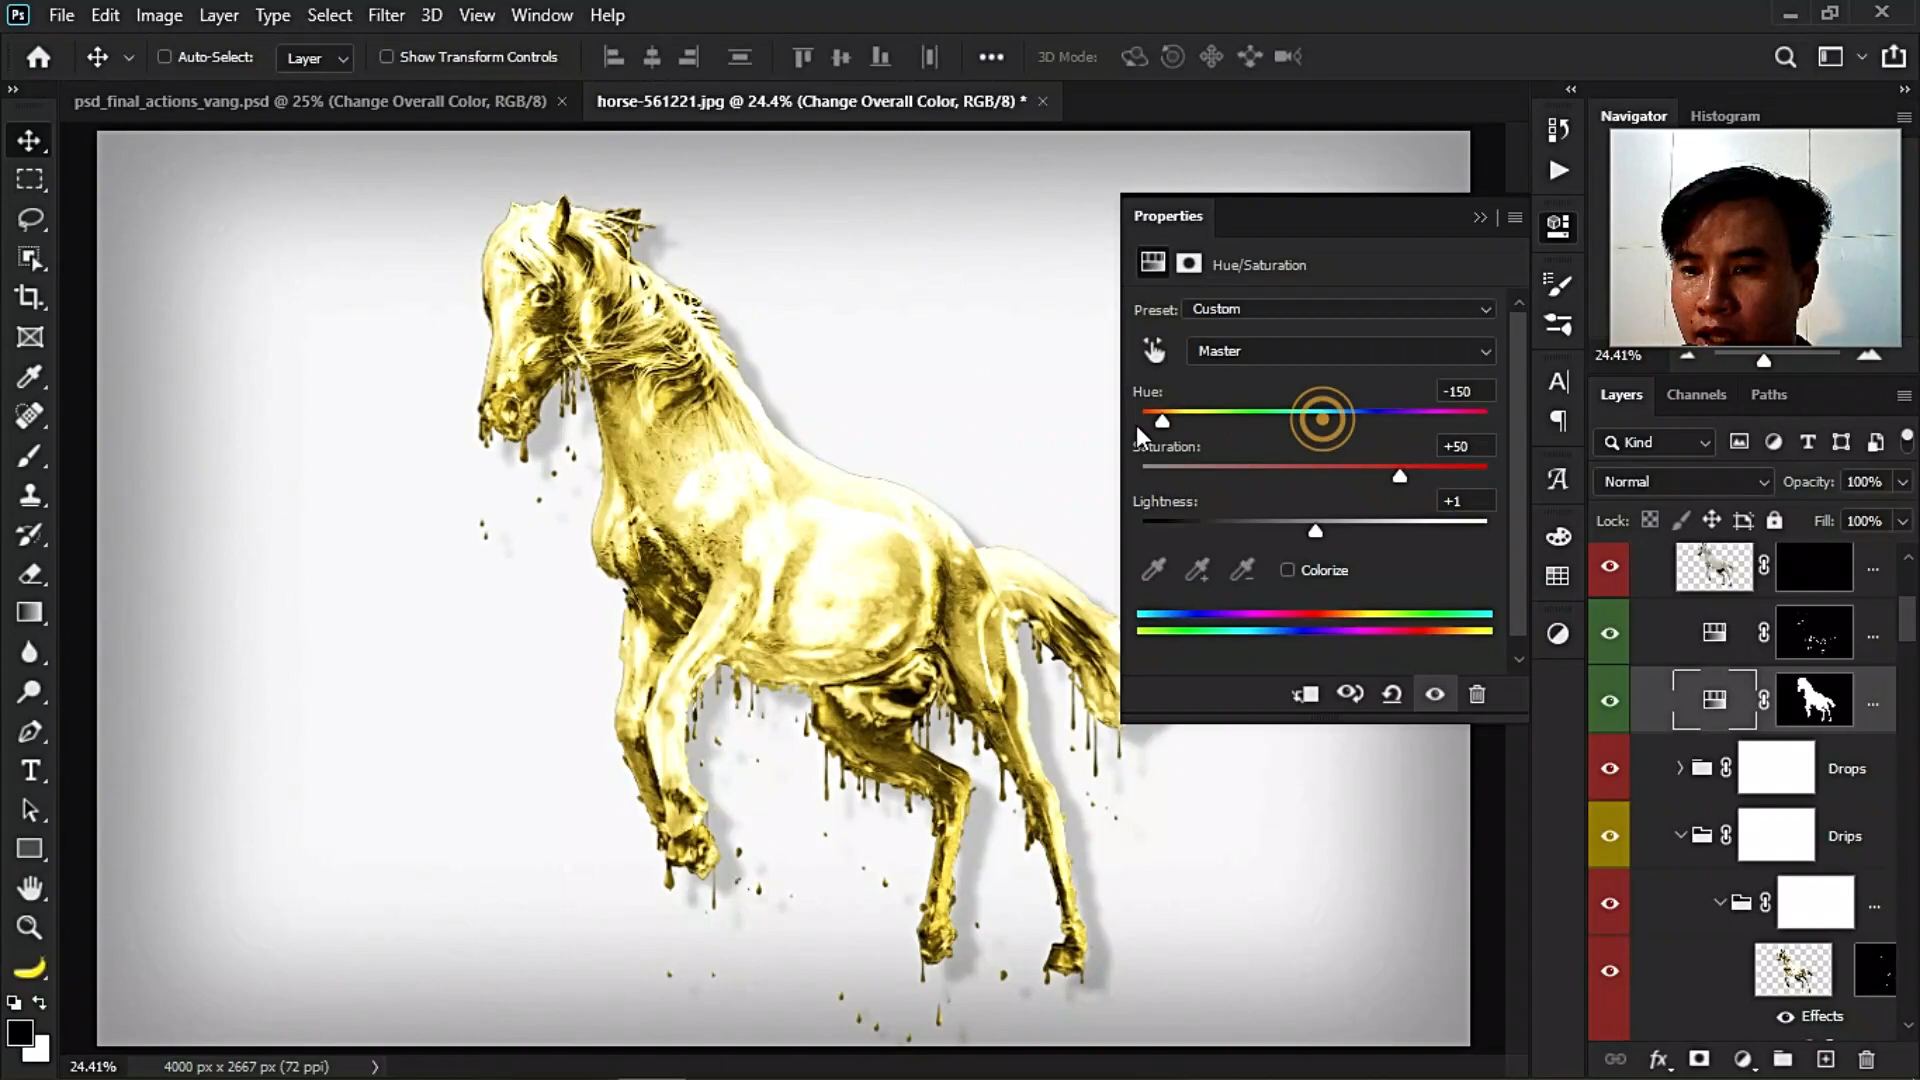 Ps File Edit Image Layer Type Select Filter 3D View Window Help
Auto-Select: Layer Show Transform Controls 3D Mode:
psd_final_actions_vang.psd @ 25% (Change Overall Color, RGB/8) × horse-561221.jpg @ 24.4% (Change Overall Color, RGB/8) * ×
Navigator Histogram
24.41%
Properties
Hue/Saturation
Preset: Custom
Master
Hue: -150
Saturation: +50
Lightness: +1
Colorize
Layers Channels Paths
Kind
Normal Opacity: 100%
Lock: Fill: 100%
...
...
...
Drops
Drips
...
Effects
24.41% 4000 px x 2667 px (72 ppi)